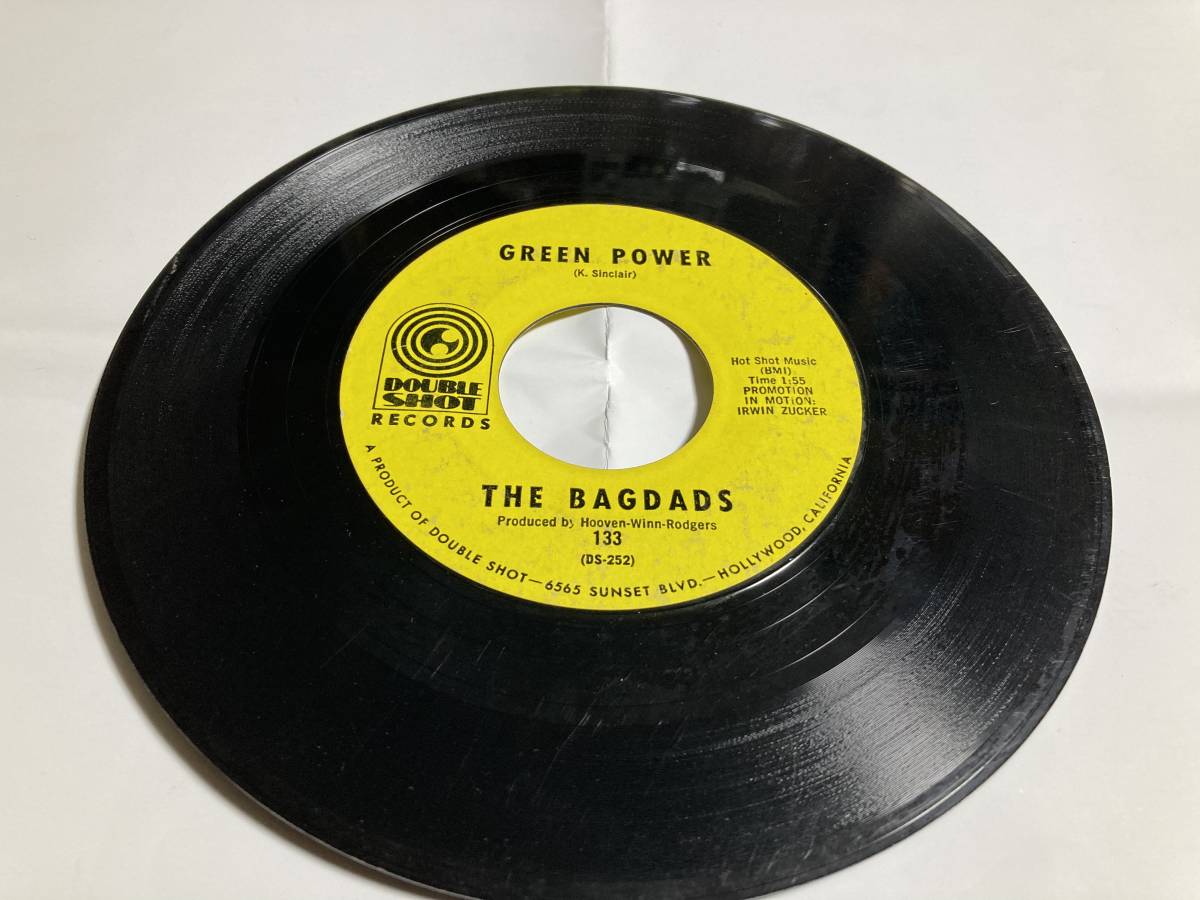 GREEN POWER
(K. Sinclair)
DOUBLE
SHOT
RECORDS
Hot Shot Music
(BMI)
Time 1:55
PROMOTION
IN MOTION:
IRWIN ZUCKER
THE BAGDADS
Produced by Hooven-Winn-Rodgers
133
(DS-252)
A PRODUCT OF DOUBLE SHOT—6565 SUNSET BLVD.—HOLLYWOOD, CALIFORNIA